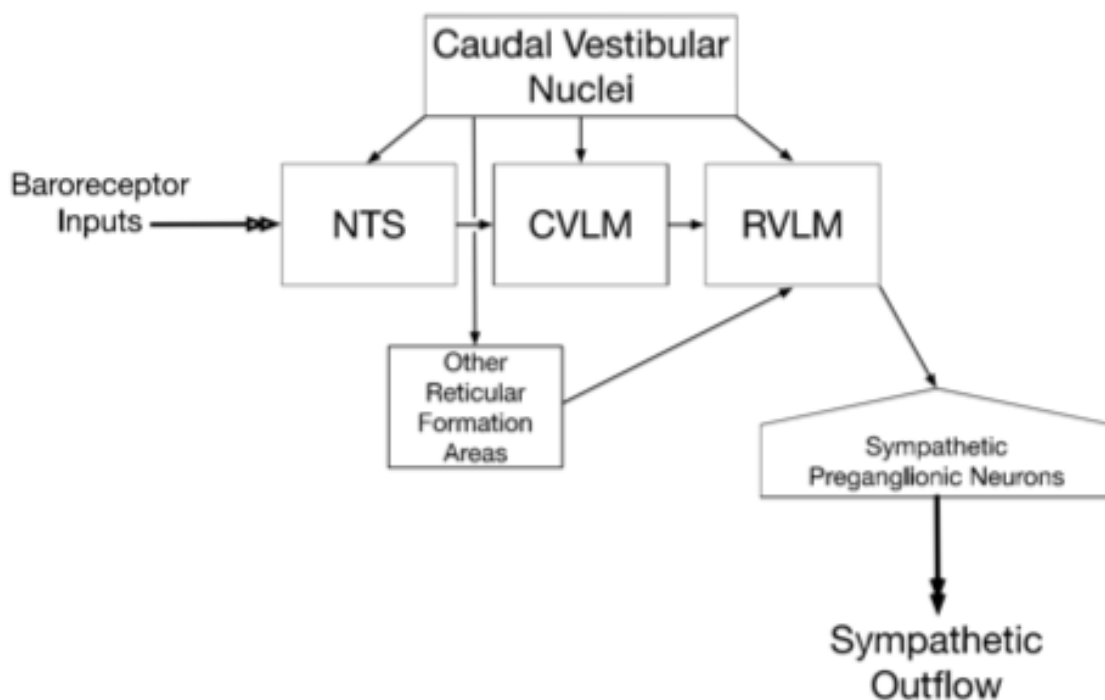 Caudal Vestibular
Nuclei
Baroreceptor
Inputs
NTS
CVLM
RVLM
Other
Reticular
Formation
Areas
Sympathetic
Preganglionic Neurons
Sympathetic
Outflow